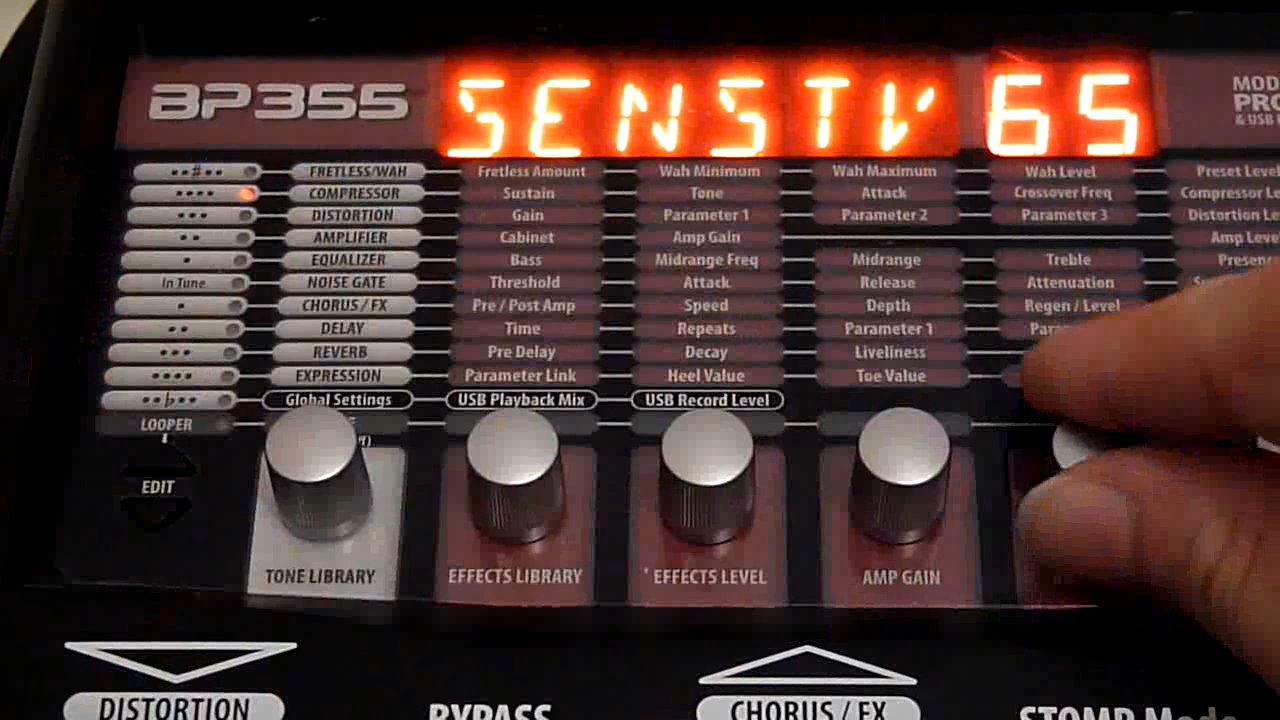 BP355 SENSTV 65 MOD
PRO
& USB
FRETLESS/WAH Fretless Amount Wah Minimum Wah Maximum Wah Level Preset Leve
COMPRESSOR Sustain Tone Attack Crossover Freq Compressor Le
DISTORTION Gain Parameter 1 Parameter 2 Parameter 3 Distortion Le
AMPLIFIER Cabinet Amp Gain Amp Level
EQUALIZER Bass Midrange Freq Midrange Treble Presenc
In Tune NOISE GATE Threshold Attack Release Attenuation
CHORUS / FX Pre / Post Amp Speed Depth Regen / Level
DELAY Time Repeats Parameter 1 Para
REVERB Pre Delay Decay Liveliness
EXPRESSION Parameter Link Heel Value Toe Value
Global Settings USB Playback Mix USB Record Level
LOOPER
EDIT
TONE LIBRARY EFFECTS LIBRARY EFFECTS LEVEL AMP GAIN
DISTORTION BYPASS CHORUS / FX STOMP Mode